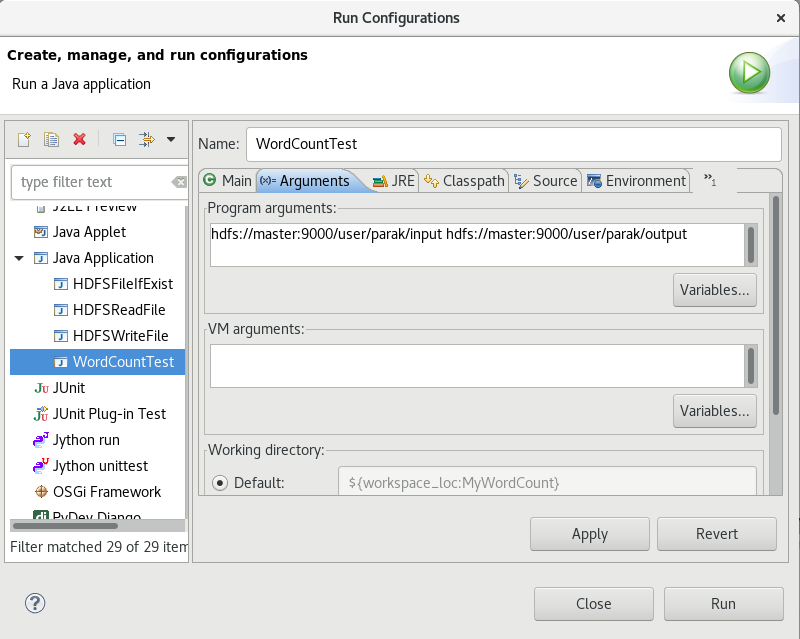 Run Configurations
Create, manage, and run configurations
Run a Java application
type filter text
J2EE Preview
Java Applet
Java Application
HDFSFileIfExist
HDFSReadFile
HDFSWriteFile
WordCountTest
JUnit
JUnit Plug-in Test
Jython run
Jython unittest
OSGi Framework
PyDev Django
Filter matched 29 of 29 item
Name: WordCountTest
Main (x)= Arguments JRE Classpath Source Environment »1
Program arguments:
hdfs://master:9000/user/parak/input hdfs://master:9000/user/parak/output
Variables...
VM arguments:
Variables...
Working directory:
Default: ${workspace_loc:MyWordCount}
Apply Revert
Close Run